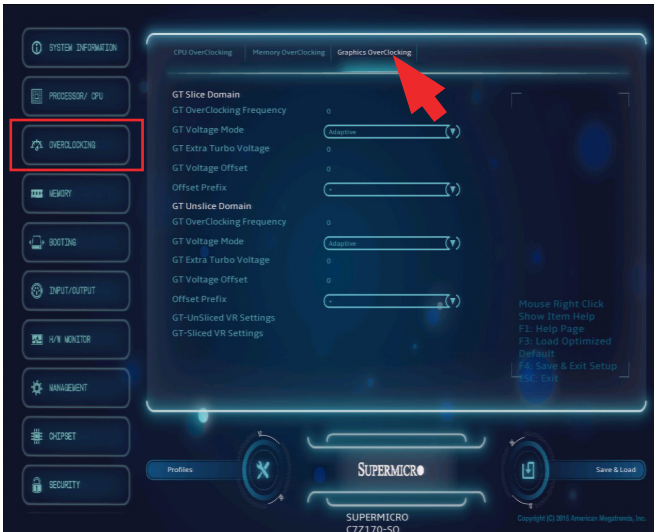 SYSTEM INFORMATION
PROCESSOR/ CPU
OVERCLOCKING
MEMORY
BOOTING
INPUT/OUTPUT
H/W MONITOR
MANAGEMENT
CHIPSET
SECURITY
CPU OverClocking Memory OverClocking Graphics OverClocking
GT Slice Domain
GT OverClocking Frequency 0
GT Voltage Mode Adaptive
GT Extra Turbo Voltage 0
GT Voltage Offset 0
Offset Prefix -
GT Unslice Domain
GT OverClocking Frequency 0
GT Voltage Mode Adaptive
GT Extra Turbo Voltage 0
GT Voltage Offset 0
Offset Prefix -
GT-UnSliced VR Settings
GT-Sliced VR Settings
Mouse Right Click
Show Item Help
F1: Help Page
F3: Load Optimized
Default
F4: Save & Exit Setup
ESC: Exit
Profiles
SUPERMICRO
Save & Load
SUPERMICRO
C7Z170-SQ
Copyright (C) 2015 American Megatrends, Inc.